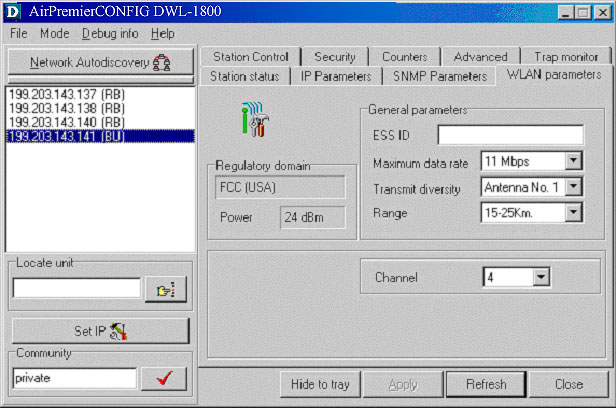 D AirPremierCONFIG DWL-1800
File Mode Debug info Help
Network Autodiscovery
199.203.143.137 (RB)
199.203.143.138 (RB)
199.203.143.140 (RB)
199.203.143.141 (BU)
Locate unit
Set IP
Community
private
Station Control Security Counters Advanced Trap monitor
Station status IP Parameters SNMP Parameters WLAN parameters
Regulatory domain
FCC (USA)
Power 24 dBm
General parameters
ESS ID
Maximum data rate 11 Mbps
Transmit diversity Antenna No. 1
Range 15-25Km.
Channel 4
Hide to tray Apply Refresh Close